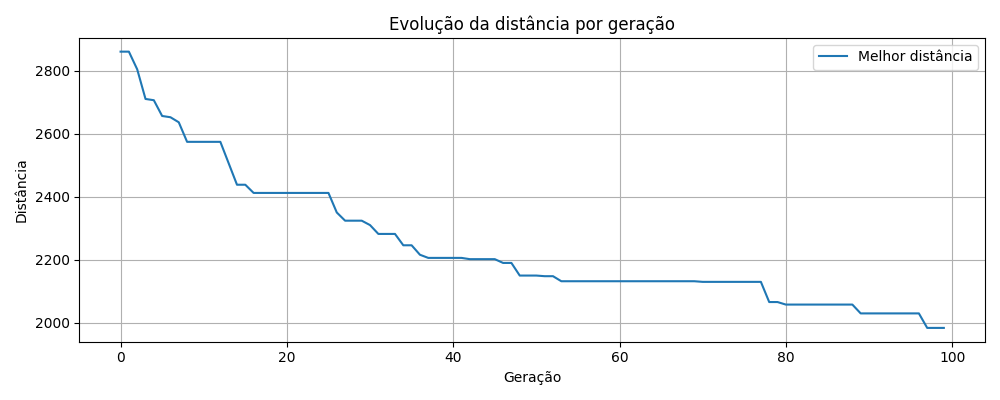 Evolução da distância por geração
Melhor distância
Distância
2800
2600
2400
2200
2000
0 20 40 60 80 100
Geração